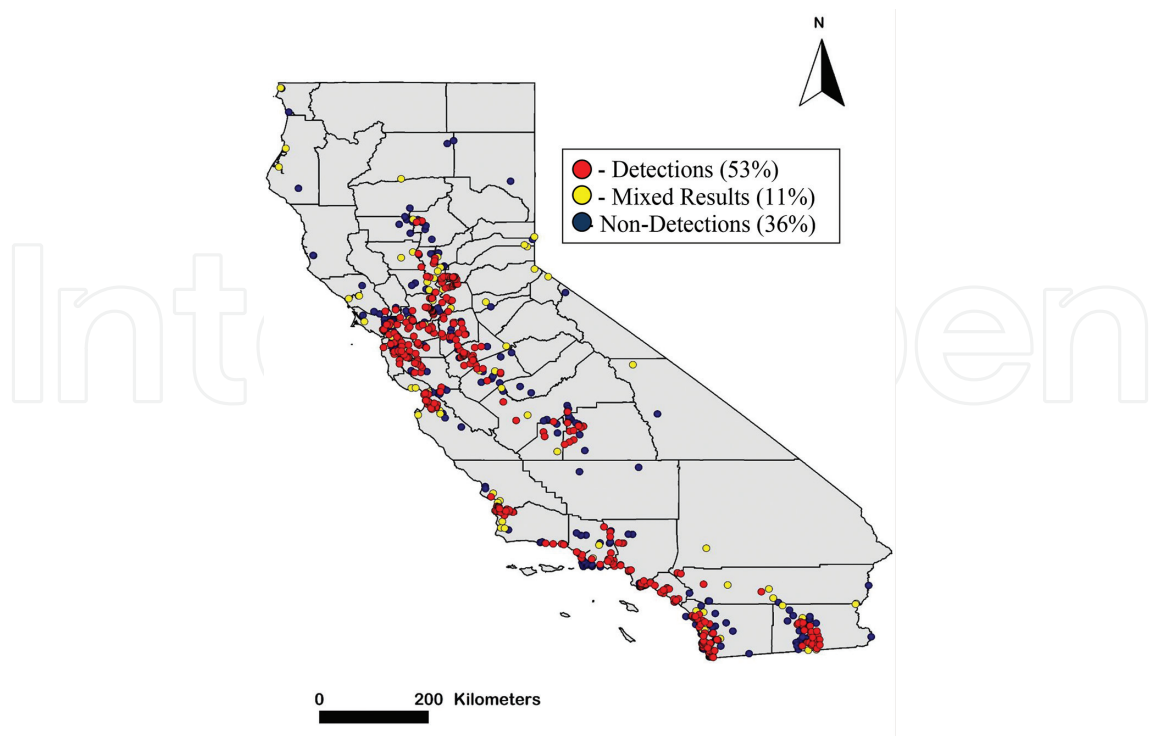 N
- Detections (53%)
- Mixed Results (11%)
- Non-Detections (36%)
0 200 Kilometers